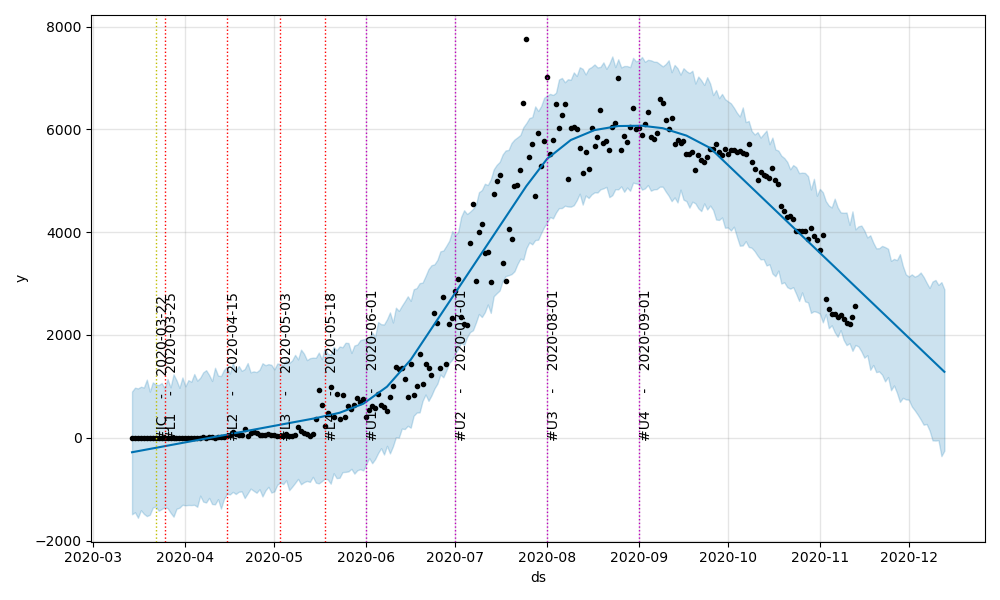 8000
6000
4000
2000
0
−2000
y
#JC - 2020-03-22
#L1 - 2020-03-25
#L2 - 2020-04-15
#L3 - 2020-05-03
#L4 - 2020-05-18
#U1 - 2020-06-01
#U2 - 2020-07-01
#U3 - 2020-08-01
#U4 - 2020-09-01
2020-03 2020-04 2020-05 2020-06 2020-07 2020-08 2020-09 2020-10 2020-11 2020-12
ds